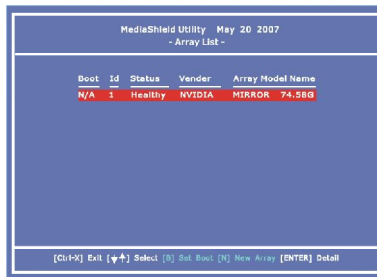 MediaShield Utility May 20 2007
- Array List -
Boot Id Status Vender Array Model Name
N/A 1 Healthy NVIDIA MIRROR 74.5BG
[Ctrl-X] Exit [↓↑] Select [B] Set Boot [N] New Array [ENTER] Detail